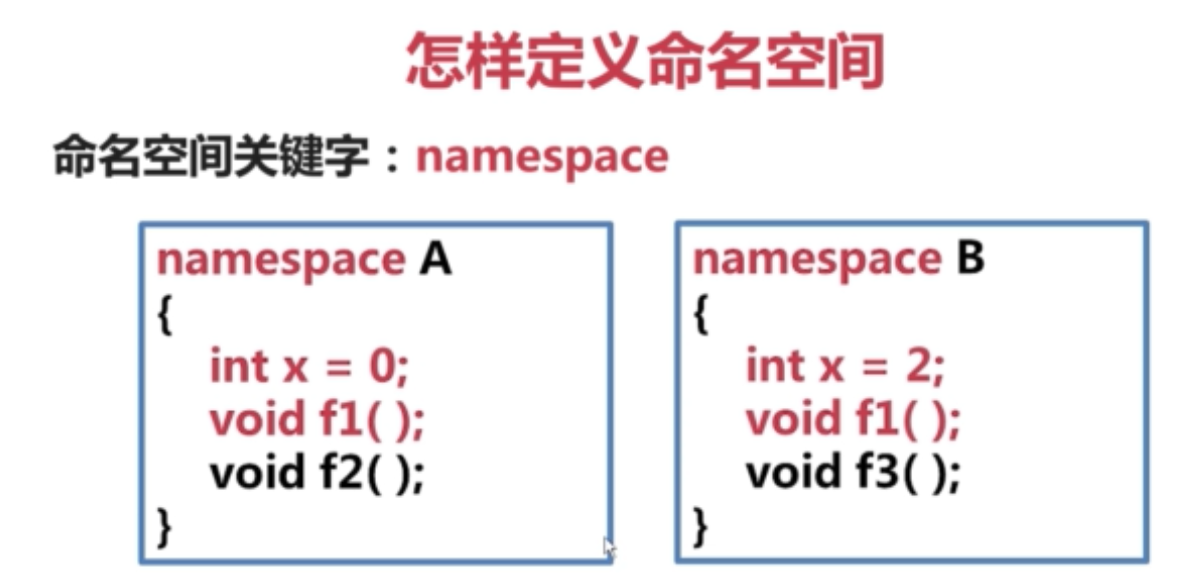 怎样定义命名空间
命名空间关键字：namespace
namespace A
{
int x = 0;
void f1( );
void f2( );
}
namespace B
{
int x = 2;
void f1( );
void f3( );
}